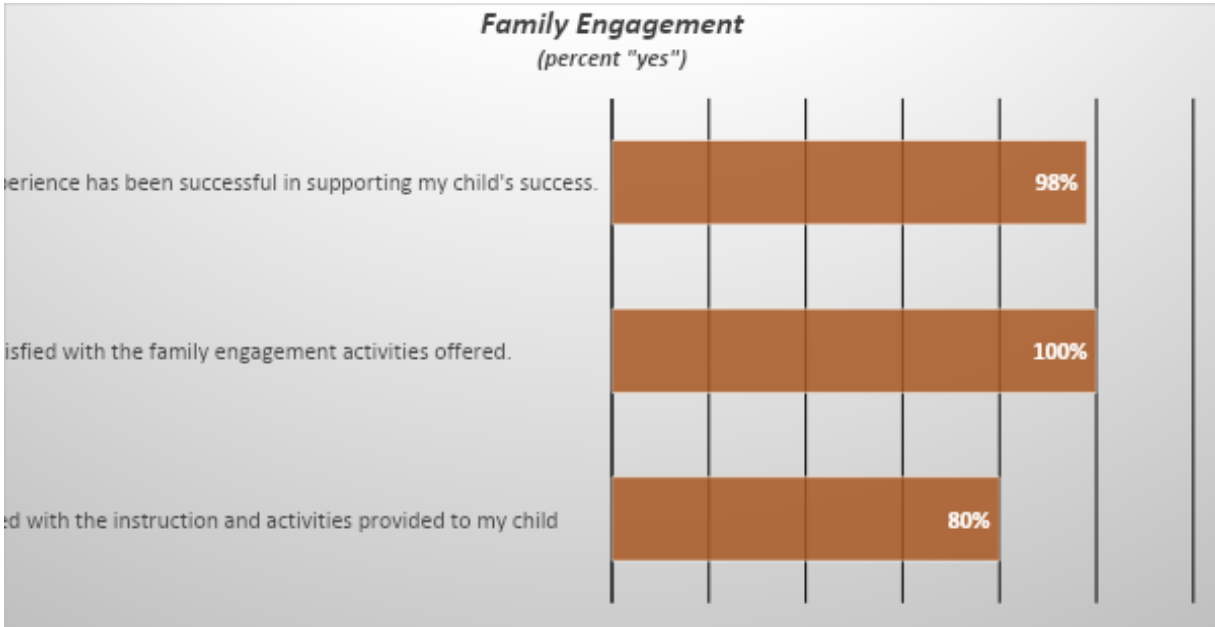 Family Engagement
(percent "yes")
erience has been successful in supporting my child's success.
98%
isfied with the family engagement activities offered.
100%
ed with the instruction and activities provided to my child
80%